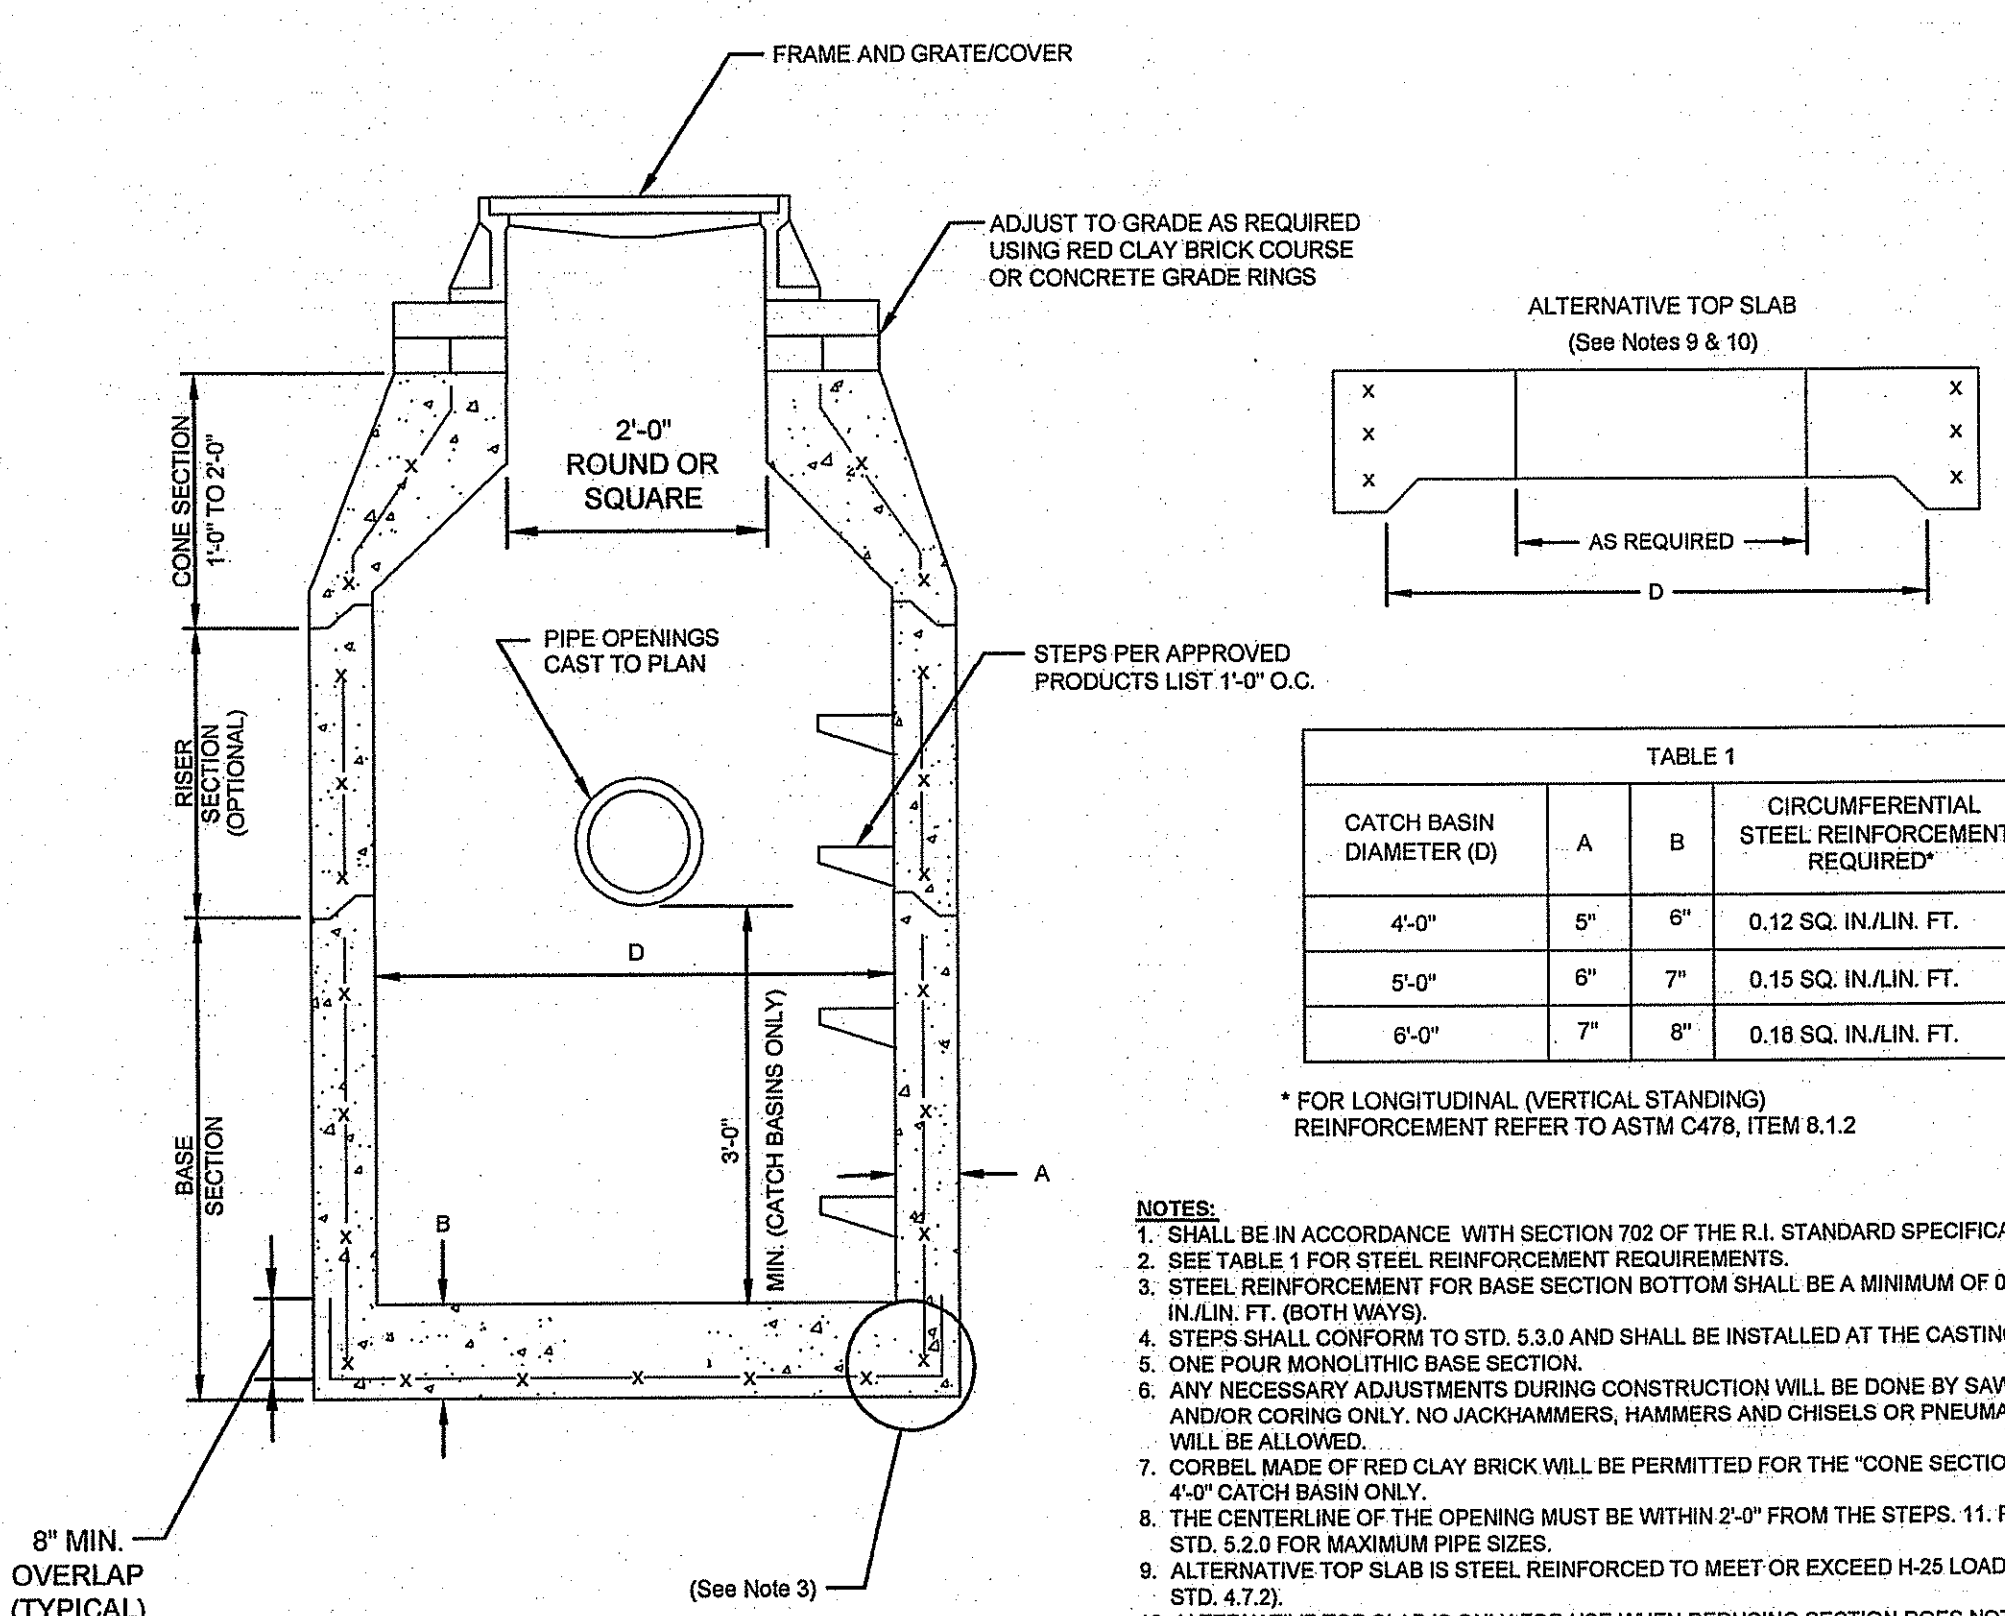 FRAME AND GRATE/COVER
ADJUST TO GRADE AS REQUIRED
USING RED CLAY BRICK COURSE
OR CONCRETE GRADE RINGS
ALTERNATIVE TOP SLAB
(See Notes 9 & 10)
X X
X X
X X
AS REQUIRED
D
CONE SECTION
1'-0" TO 2'-0"
2'-0"
ROUND OR
SQUARE
PIPE OPENINGS
CAST TO PLAN
STEPS PER APPROVED
PRODUCTS LIST 1'-0" O.C.
RISER
SECTION
(OPTIONAL)
D
3'-0"
MIN. (CATCH BASINS ONLY)
A
B
BASE
SECTION
8" MIN.
OVERLAP
(TYPICAL)
(See Note 3)
TABLE 1
CATCH BASIN
DIAMETER (D)
A
B
CIRCUMFERENTIAL
STEEL REINFORCEMENT
REQUIRED*
4'-0" 5" 6" 0.12 SQ. IN./LIN. FT.
5'-0" 6" 7" 0.15 SQ. IN./LIN. FT.
6'-0" 7" 8" 0.18 SQ. IN./LIN. FT.
* FOR LONGITUDINAL (VERTICAL STANDING)
REINFORCEMENT REFER TO ASTM C478, ITEM 8.1.2
NOTES:
1. SHALL BE IN ACCORDANCE WITH SECTION 702 OF THE R.I. STANDARD
2. SEE TABLE 1 FOR STEEL REINFORCEMENT REQUIREMENTS.
3. STEEL REINFORCEMENT FOR BASE SECTION BOTTOM SHALL BE A MINIMUM OF
IN./LIN. FT. (BOTH WAYS).
4. STEPS SHALL CONFORM TO STD. 5.3.0 AND SHALL BE INSTALLED AT THE CASTING
5. ONE POUR MONOLITHIC BASE SECTION.
6. ANY NECESSARY ADJUSTMENTS DURING CONSTRUCTION WILL BE DONE BY
AND/OR CORING ONLY. NO JACKHAMMERS, HAMMERS AND CHISELS OR
WILL BE ALLOWED.
7. CORBEL MADE OF RED CLAY BRICK WILL BE PERMITTED FOR THE "CONE
4'-0" CATCH BASIN ONLY.
8. THE CENTERLINE OF THE OPENING MUST BE WITHIN 2'-0" FROM THE STEPS. 11.
STD. 5.2.0 FOR MAXIMUM PIPE SIZES.
9. ALTERNATIVE TOP SLAB IS STEEL REINFORCED TO MEET OR EXCEED H-25
STD. 4.7.2).